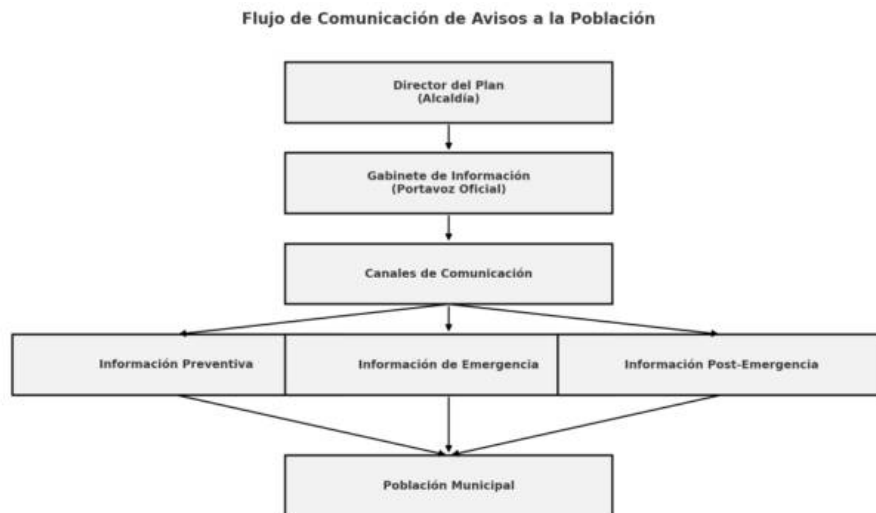 Flujo de Comunicación de Avisos a la Población
Director del Plan
(Alcaldía)
Gabinete de Información
(Portavoz Oficial)
Canales de Comunicación
Información Preventiva
Información de Emergencia
Información Post-Emergencia
Población Municipal